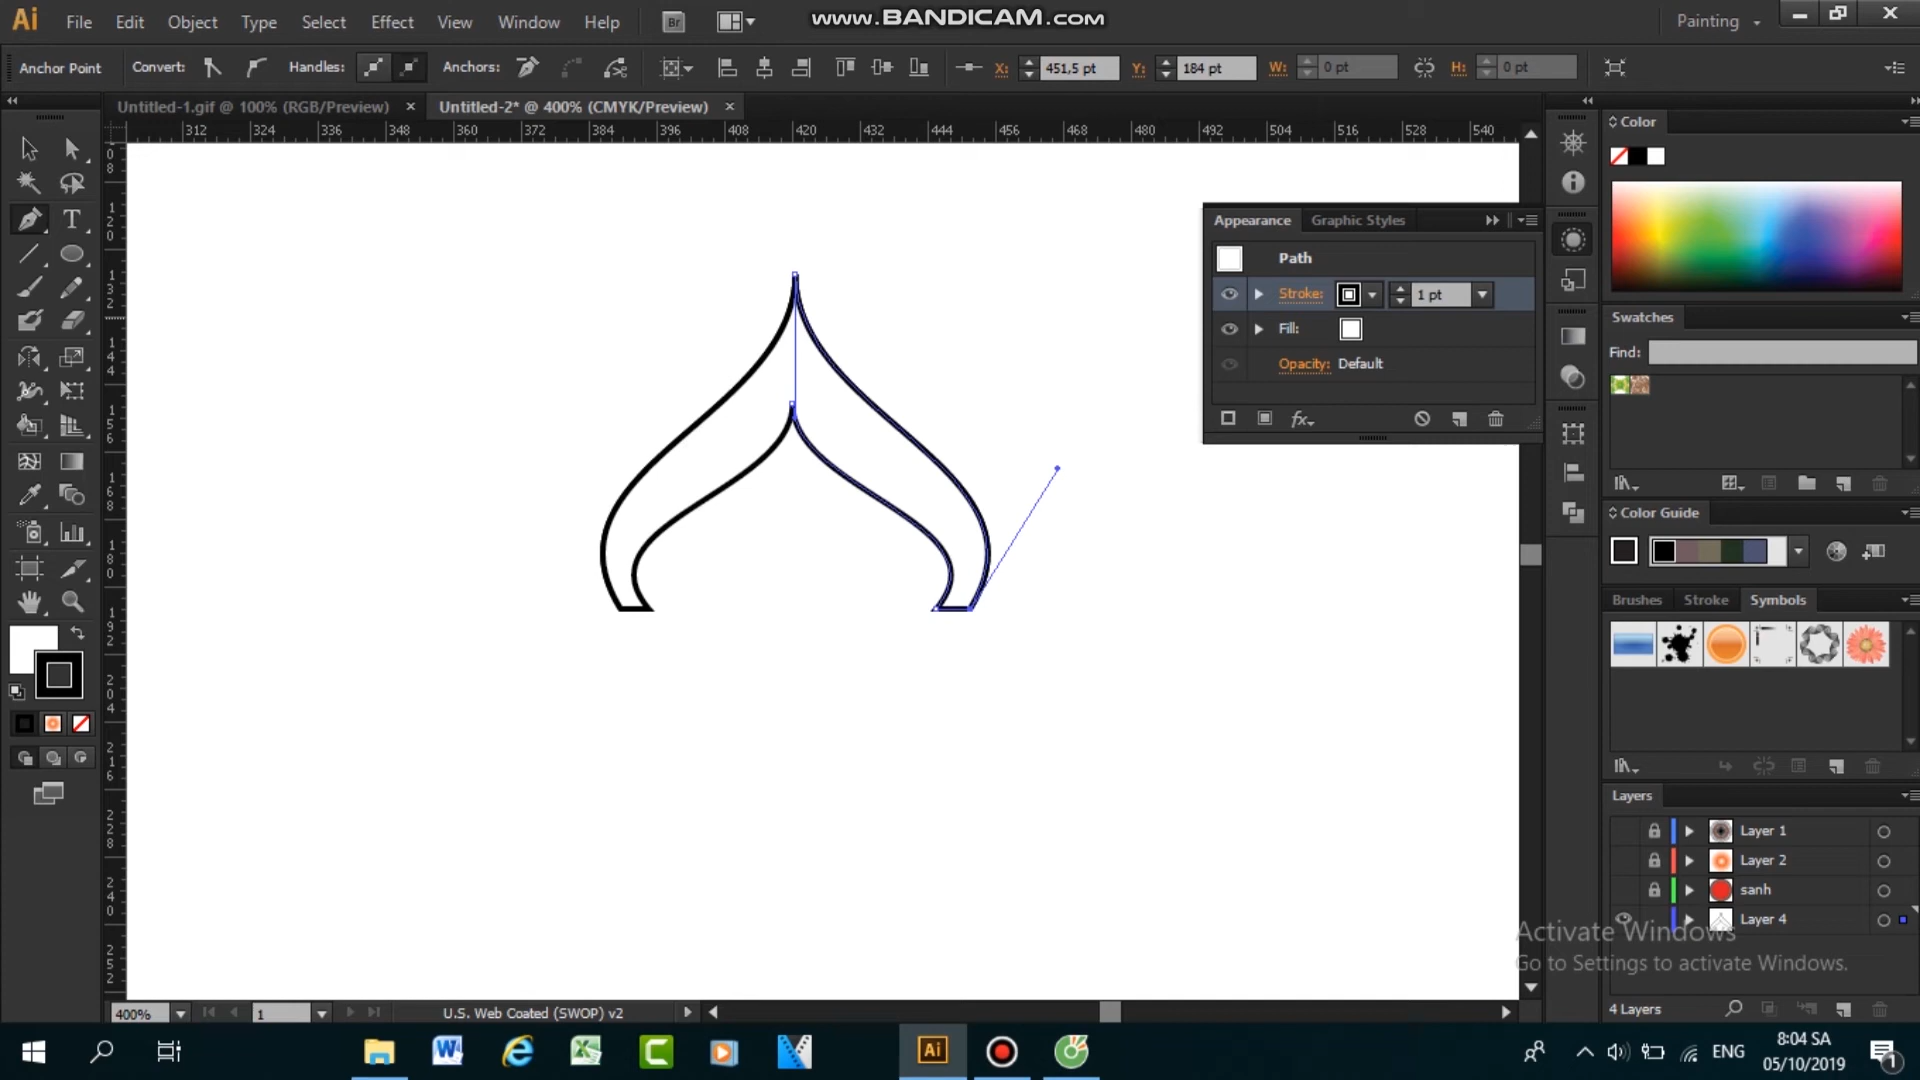 Ai File Edit Object Type Select Effect View Window Help Br
www.BANDICAM.com
Painting
Anchor Point Convert: Handles: Anchors: X: 451,5 pt Y: 184 pt W: 0 pt H: 0 pt
Untitled-1.gif @ 100% (RGB/Preview) × Untitled-2* @ 400% (CMYK/Preview) ×
312 324 336 348 360 372 384 396 408 420 432 444 456 468 480 492 504 516 528 540
Appearance Graphic Styles
Path
Stroke: 1 pt
Fill:
Opacity: Default
fx
Color
Swatches
Find:
Color Guide
Brushes Stroke Symbols
Layers
Layer 1
Layer 2
sanh
Layer 4
4 Layers
Activate Windows
Go to Settings to activate Windows.
400% 1 U.S. Web Coated (SWOP) v2
ENG
8:04 SA
05/10/2019
1